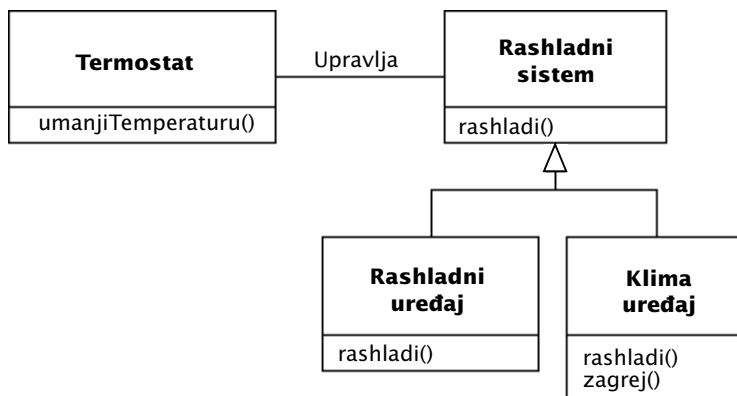 Termostat
umanjiTemperaturu()
Upravlja
Rashladni
sistem
rashladi()
Rashladni
uređaj
rashladi()
Klima
uređaj
rashladi()
zagrej()